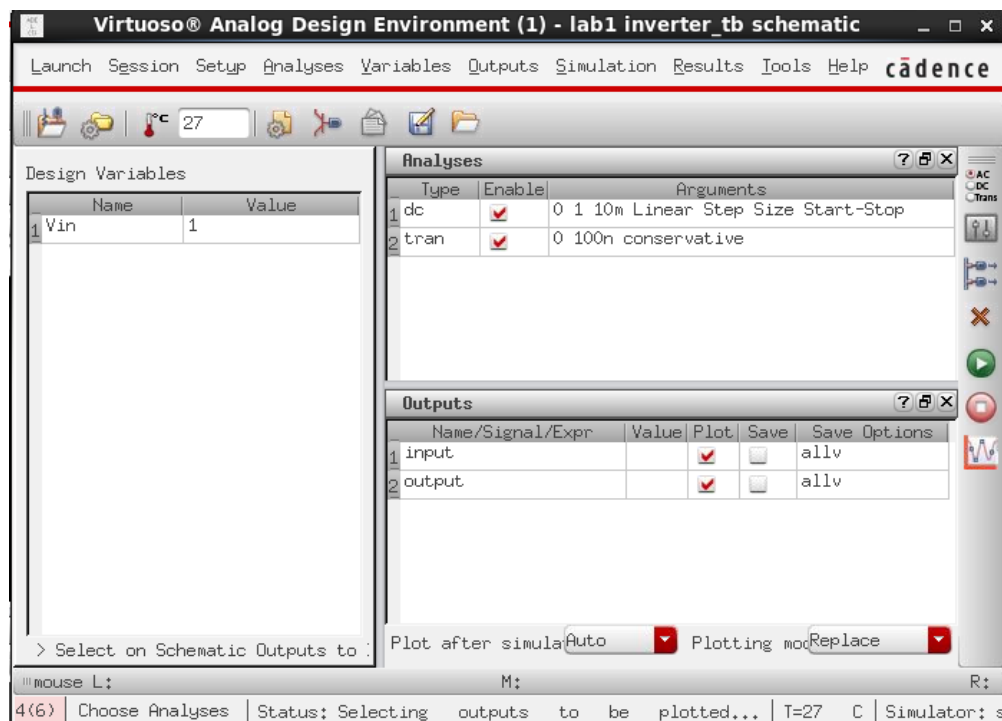 Virtuoso® Analog Design Environment (1) - lab1 inverter_tb schematic
Launch Session Setup Analyses Variables Outputs Simulation Results Tools Help cādence
°C 27
Design Variables
Name Value
1 Vin 1
> Select on Schematic Outputs to
Analyses
Type Enable Arguments
1 dc 0 1 10m Linear Step Size Start-Stop
2 tran 0 100n conservative
Outputs
Name/Signal/Expr Value Plot Save Save Options
1 input allv
2 output allv
Plot after simula Auto Plotting mod Replace
AC
DC
Trans
mouse L: M: R:
4(6) Choose Analyses Status: Selecting outputs to be plotted... T=27 C Simulator: s